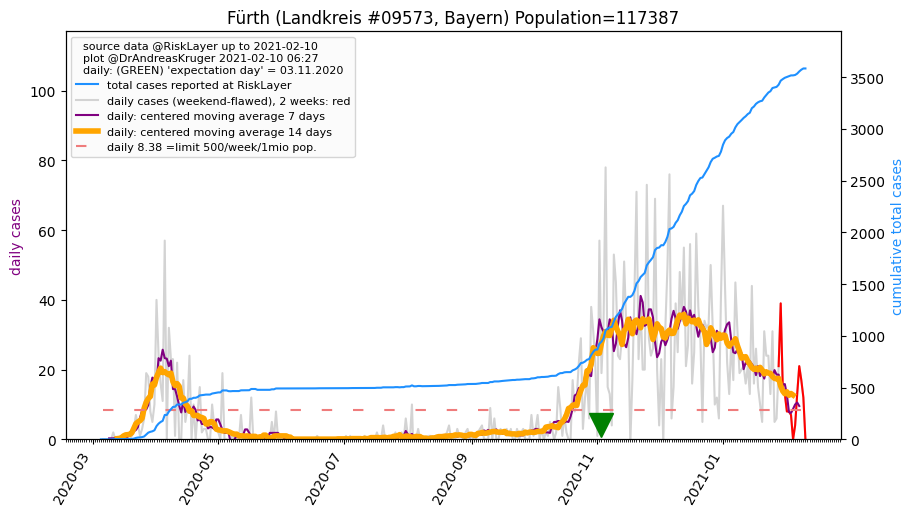 Fürth (Landkreis #09573, Bayern) Population=117387
source data @RiskLayer up to 2021-02-10
plot @DrAndreasKruger 2021-02-10 06:27
daily: (GREEN) 'expectation day' = 03.11.2020
total cases reported at RiskLayer
daily cases (weekend-flawed), 2 weeks: red
daily: centered moving average 7 days
daily: centered moving average 14 days
daily 8.38 =limit 500/week/1mio pop.
daily cases
100
80
60
40
20
0
cumulative total cases
3500
3000
2500
2000
1500
1000
500
0
2020-03
2020-05
2020-07
2020-09
2020-11
2021-01